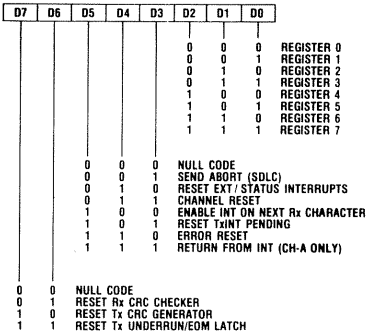 D7 D6 D5 D4 D3 D2 D1 D0
0 0 0 REGISTER 0
0 0 1 REGISTER 1
0 1 0 REGISTER 2
0 1 1 REGISTER 3
1 0 0 REGISTER 4
1 0 1 REGISTER 5
1 1 0 REGISTER 6
1 1 1 REGISTER 7
0 0 0 NULL CODE
0 0 1 SEND ABORT (SDLC)
0 1 0 RESET EXT/STATUS INTERRUPTS
0 1 1 CHANNEL RESET
1 0 0 ENABLE INT ON NEXT Rx CHARACTER
1 0 1 RESET TxINT PENDING
1 1 0 ERROR RESET
1 1 1 RETURN FROM INT (CH-A ONLY)
0 0 NULL CODE
0 1 RESET Rx CRC CHECKER
1 0 RESET Tx CRC GENERATOR
1 1 RESET Tx UNDERRUN/EOM LATCH